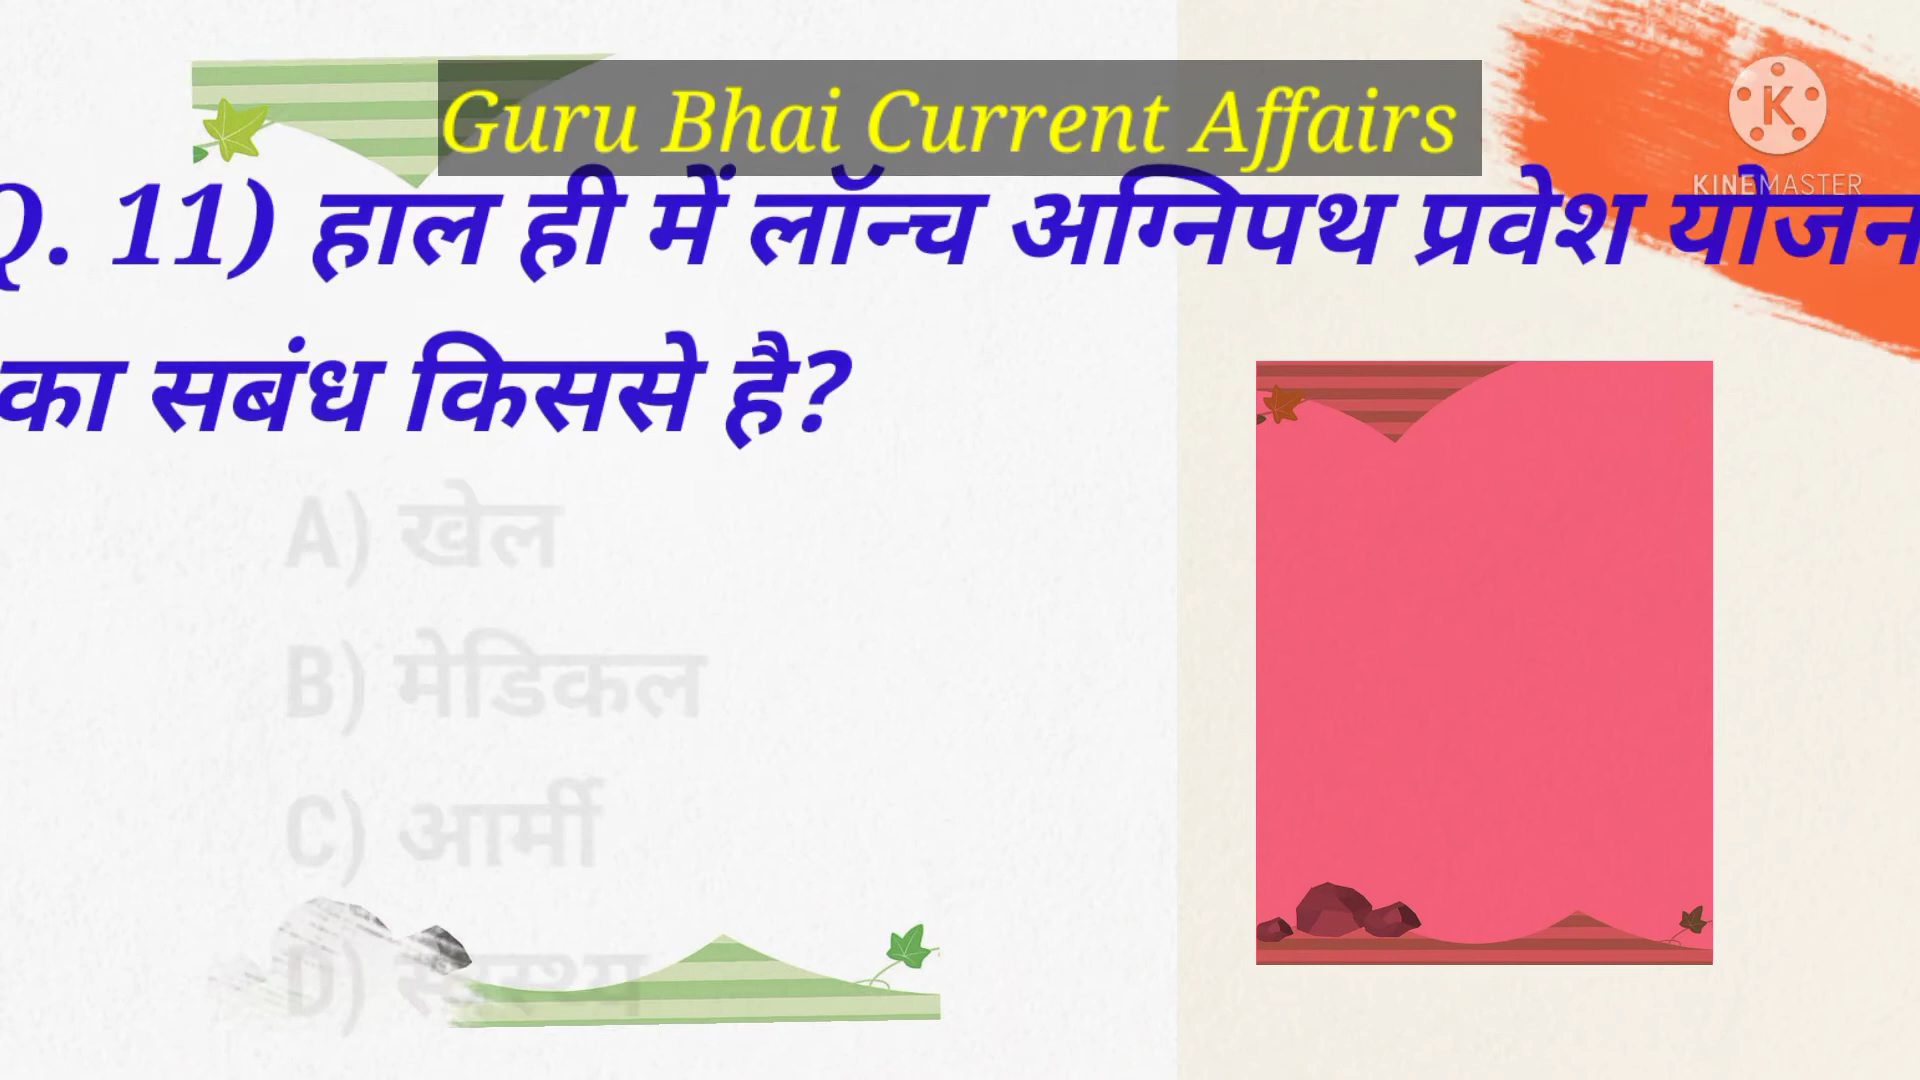 Guru Bhai Current Affairs
KINEMASTER
Q. 11) हाल ही में लॉन्च अग्निपथ प्रवेश योजन
का सबंध किससे है?
A) खेल
B) मेडिकल
C) आर्मी
D)